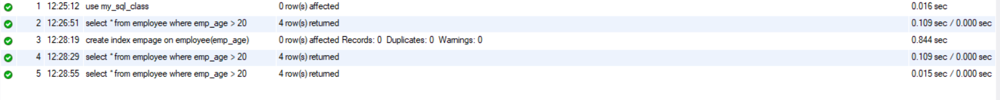 1 12:25:12 use my_sql_class 0 row(s) affected 0.016 sec
2 12:26:51 select * from employee where emp_age > 20 4 row(s) returned 0.109 sec / 0.000 sec
3 12:28:19 create index empage on employee(emp_age) 0 row(s) affected Records: 0 Duplicates: 0 Warnings: 0 0.844 sec
4 12:28:29 select * from employee where emp_age > 20 4 row(s) returned 0.109 sec / 0.000 sec
5 12:28:55 select * from employee where emp_age > 20 4 row(s) returned 0.015 sec / 0.000 sec